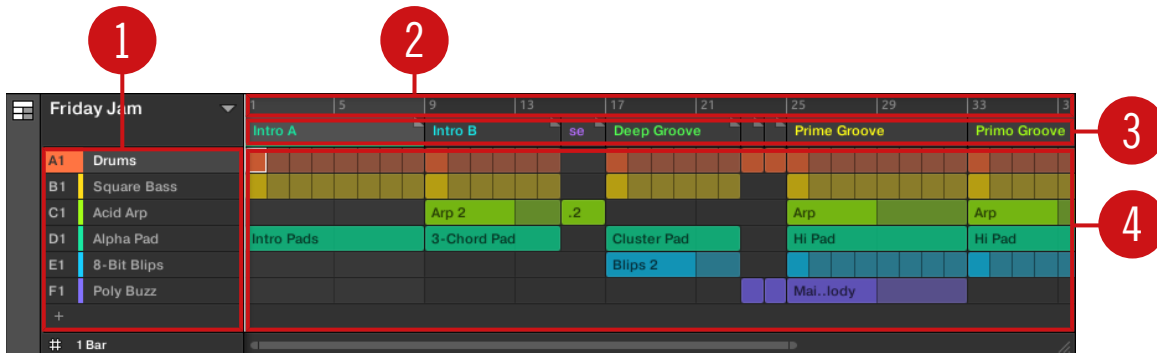 1
2
3
4
Friday Jam
1 5 9 13 17 21 25 29 33 3
Intro A Intro B se Deep Groove Prime Groove Primo Groove
A1 Drums
B1 Square Bass
C1 Acid Arp Arp 2 .2 Arp Arp
D1 Alpha Pad Intro Pads 3-Chord Pad Cluster Pad Hi Pad Hi Pad
E1 8-Bit Blips Blips 2
F1 Poly Buzz Mai..lody
+
1 Bar